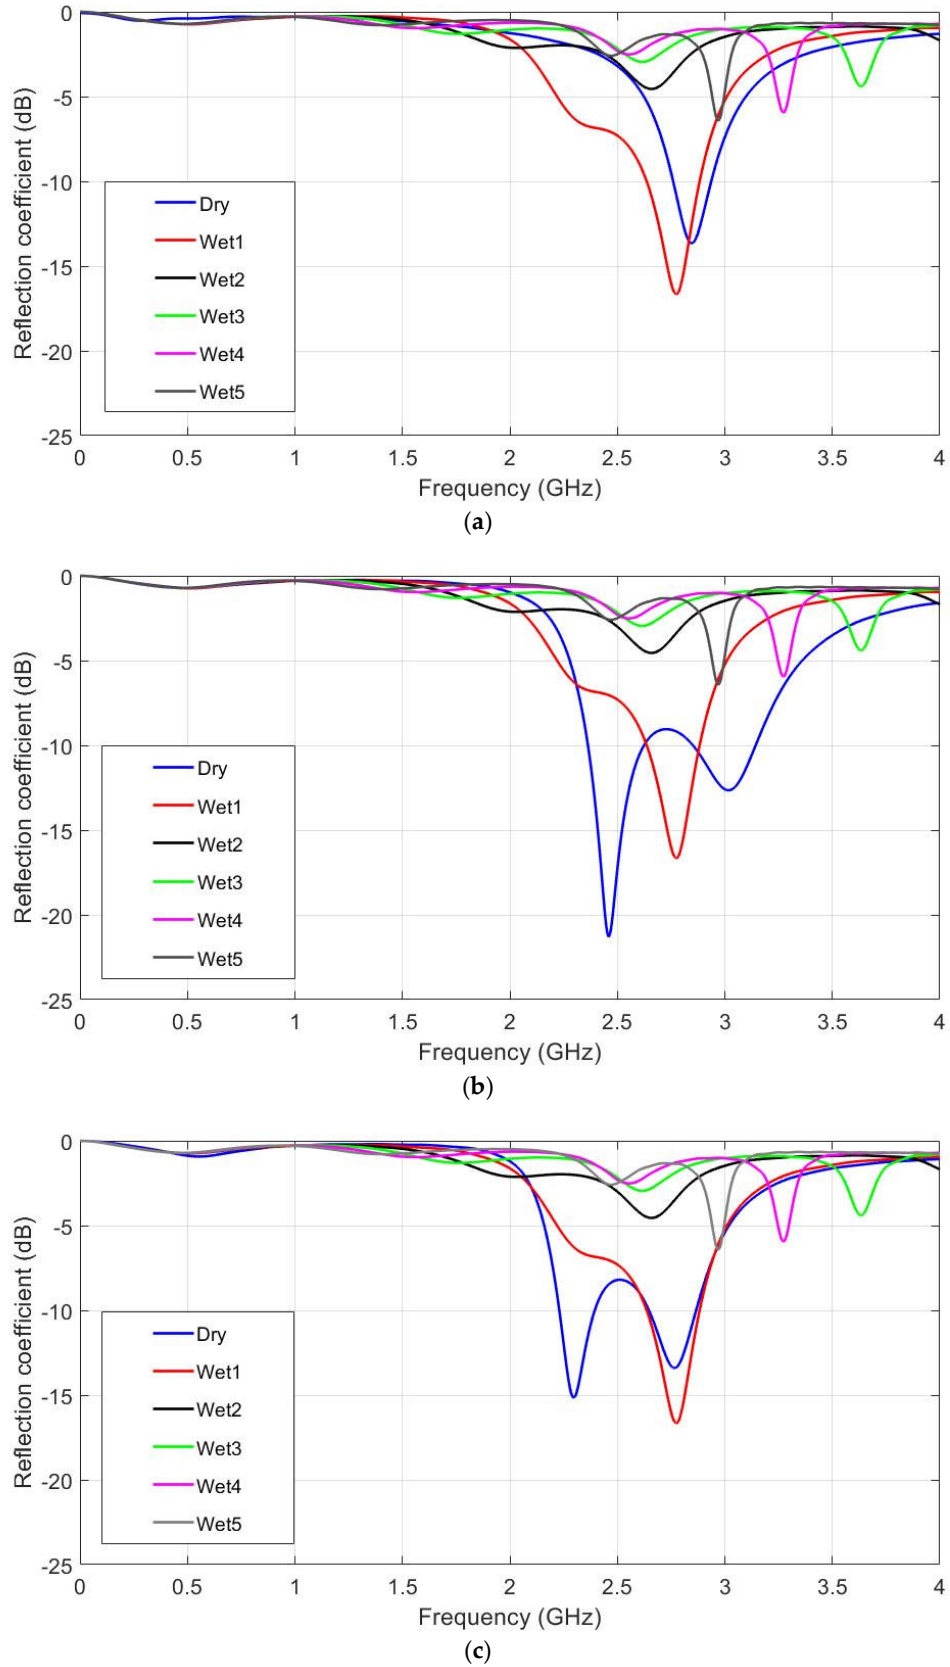 0
-5
-10
-15
-20
-25
Reflection coefficient (dB)
Dry
Wet1
Wet2
Wet3
Wet4
Wet5
0 0.5 1 1.5 2 2.5 3 3.5 4
Frequency (GHz)
(a)
0
-5
-10
-15
-20
-25
Reflection coefficient (dB)
Dry
Wet1
Wet2
Wet3
Wet4
Wet5
0 0.5 1 1.5 2 2.5 3 3.5 4
Frequency (GHz)
(b)
0
-5
-10
-15
-20
-25
Reflection coefficient (dB)
Dry
Wet1
Wet2
Wet3
Wet4
Wet5
0 0.5 1 1.5 2 2.5 3 3.5 4
Frequency (GHz)
(c)